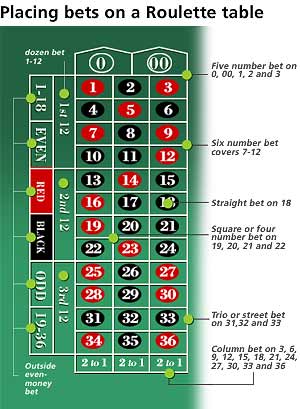 Placing bets on a Roulette table
dozen bet
1-12
0 00
Five number bet on
0, 00, 1, 2 and 3
1 2 3
4 5 6
7 8 9
10 11 12
1-18
EVEN
1st 12
Six number bet
covers 7-12
13 14 15
16 17 18
19 20 21
22 23 24
RED
BLACK
2nd 12
Straight bet on 18
Square or four
number bet on
19, 20, 21 and 22
25 26 27
28 29 30
31 32 33
34 35 36
ODD
19-36
3rd 12
Trio or street bet
on 31,32 and 33
2 to 1 2 to 1 2 to 1
Column bet on 3, 6,
9, 12, 15, 18, 21, 24,
27, 30, 33 and 36
Outside
even-
money
bet